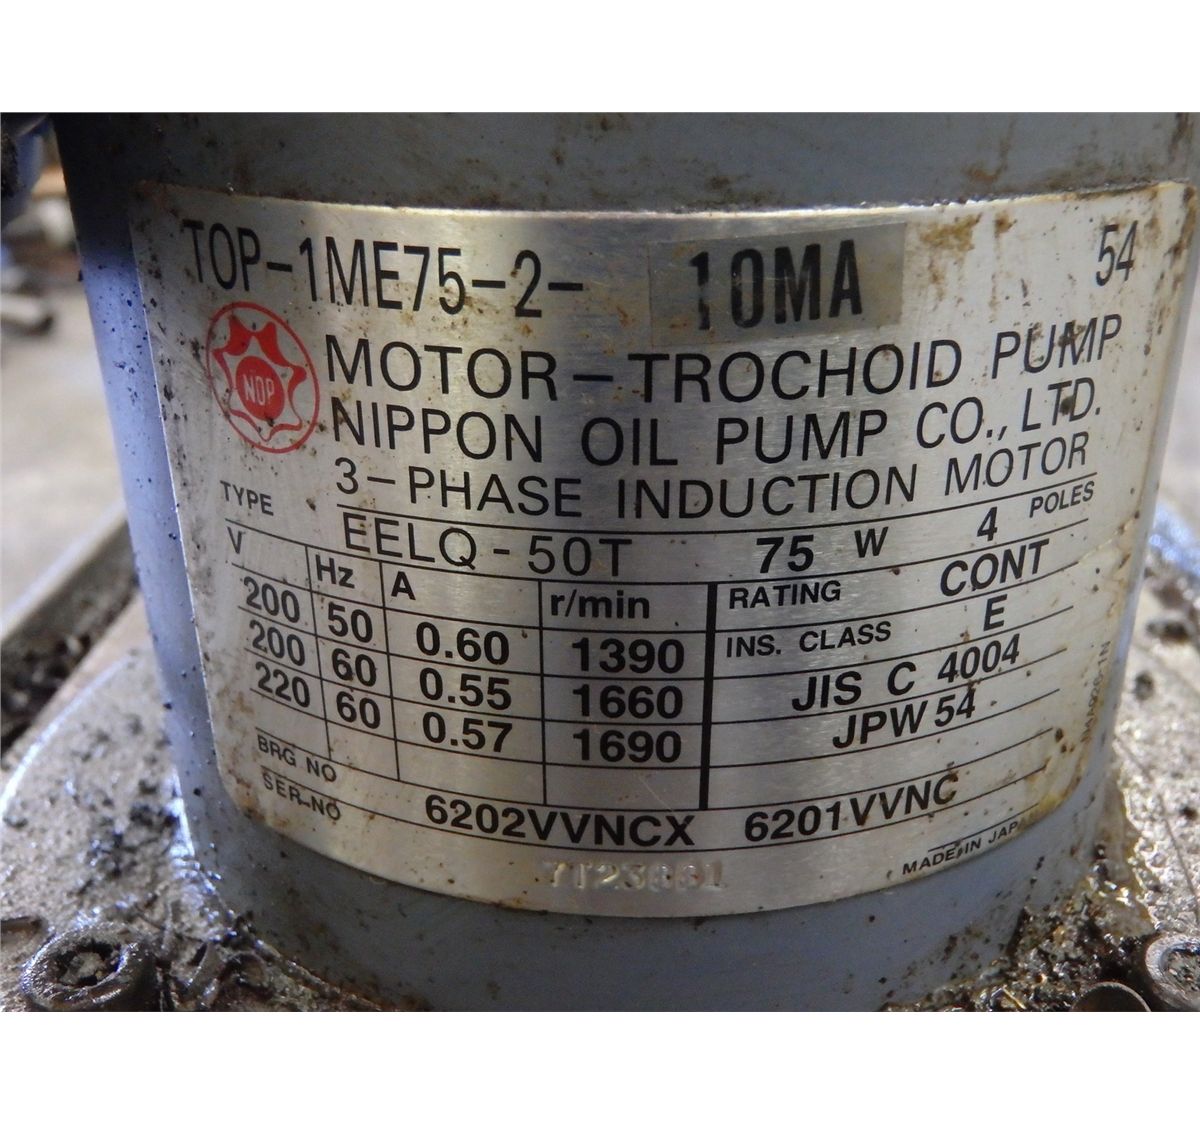 TOP-1ME75-2- 10MA 54
NOP
MOTOR-TROCHOID PUMP
NIPPON OIL PUMP CO., LTD.
3-PHASE INDUCTION MOTOR
TYPE EELQ-50T 75 W 4 POLES
V Hz A r/min RATING CONT
200 50 0.60 1390 INS. CLASS E
200 60 0.55 1660 JIS C 4004
220 60 0.57 1690 JPW 54
BRG NO 6202VVNCX 6201VVNC
SER-NO
MADE IN JAPAN